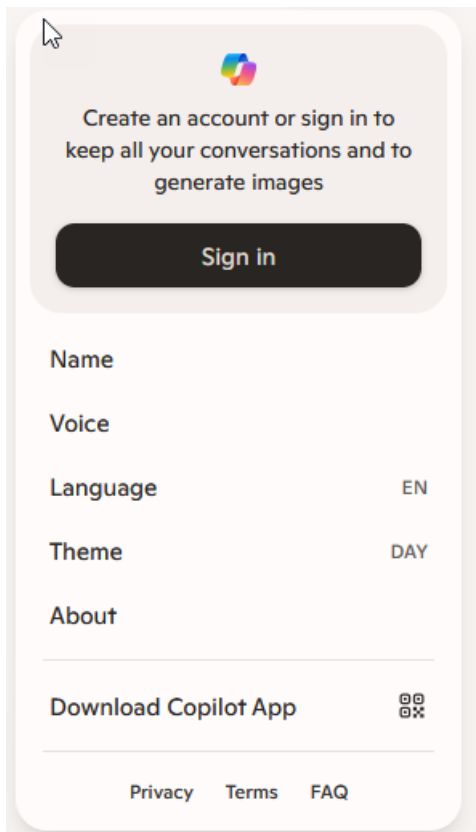 Create an account or sign in to
keep all your conversations and to
generate images
Sign in
Name
Voice
Language EN
Theme DAY
About
Download Copilot App
Privacy Terms FAQ